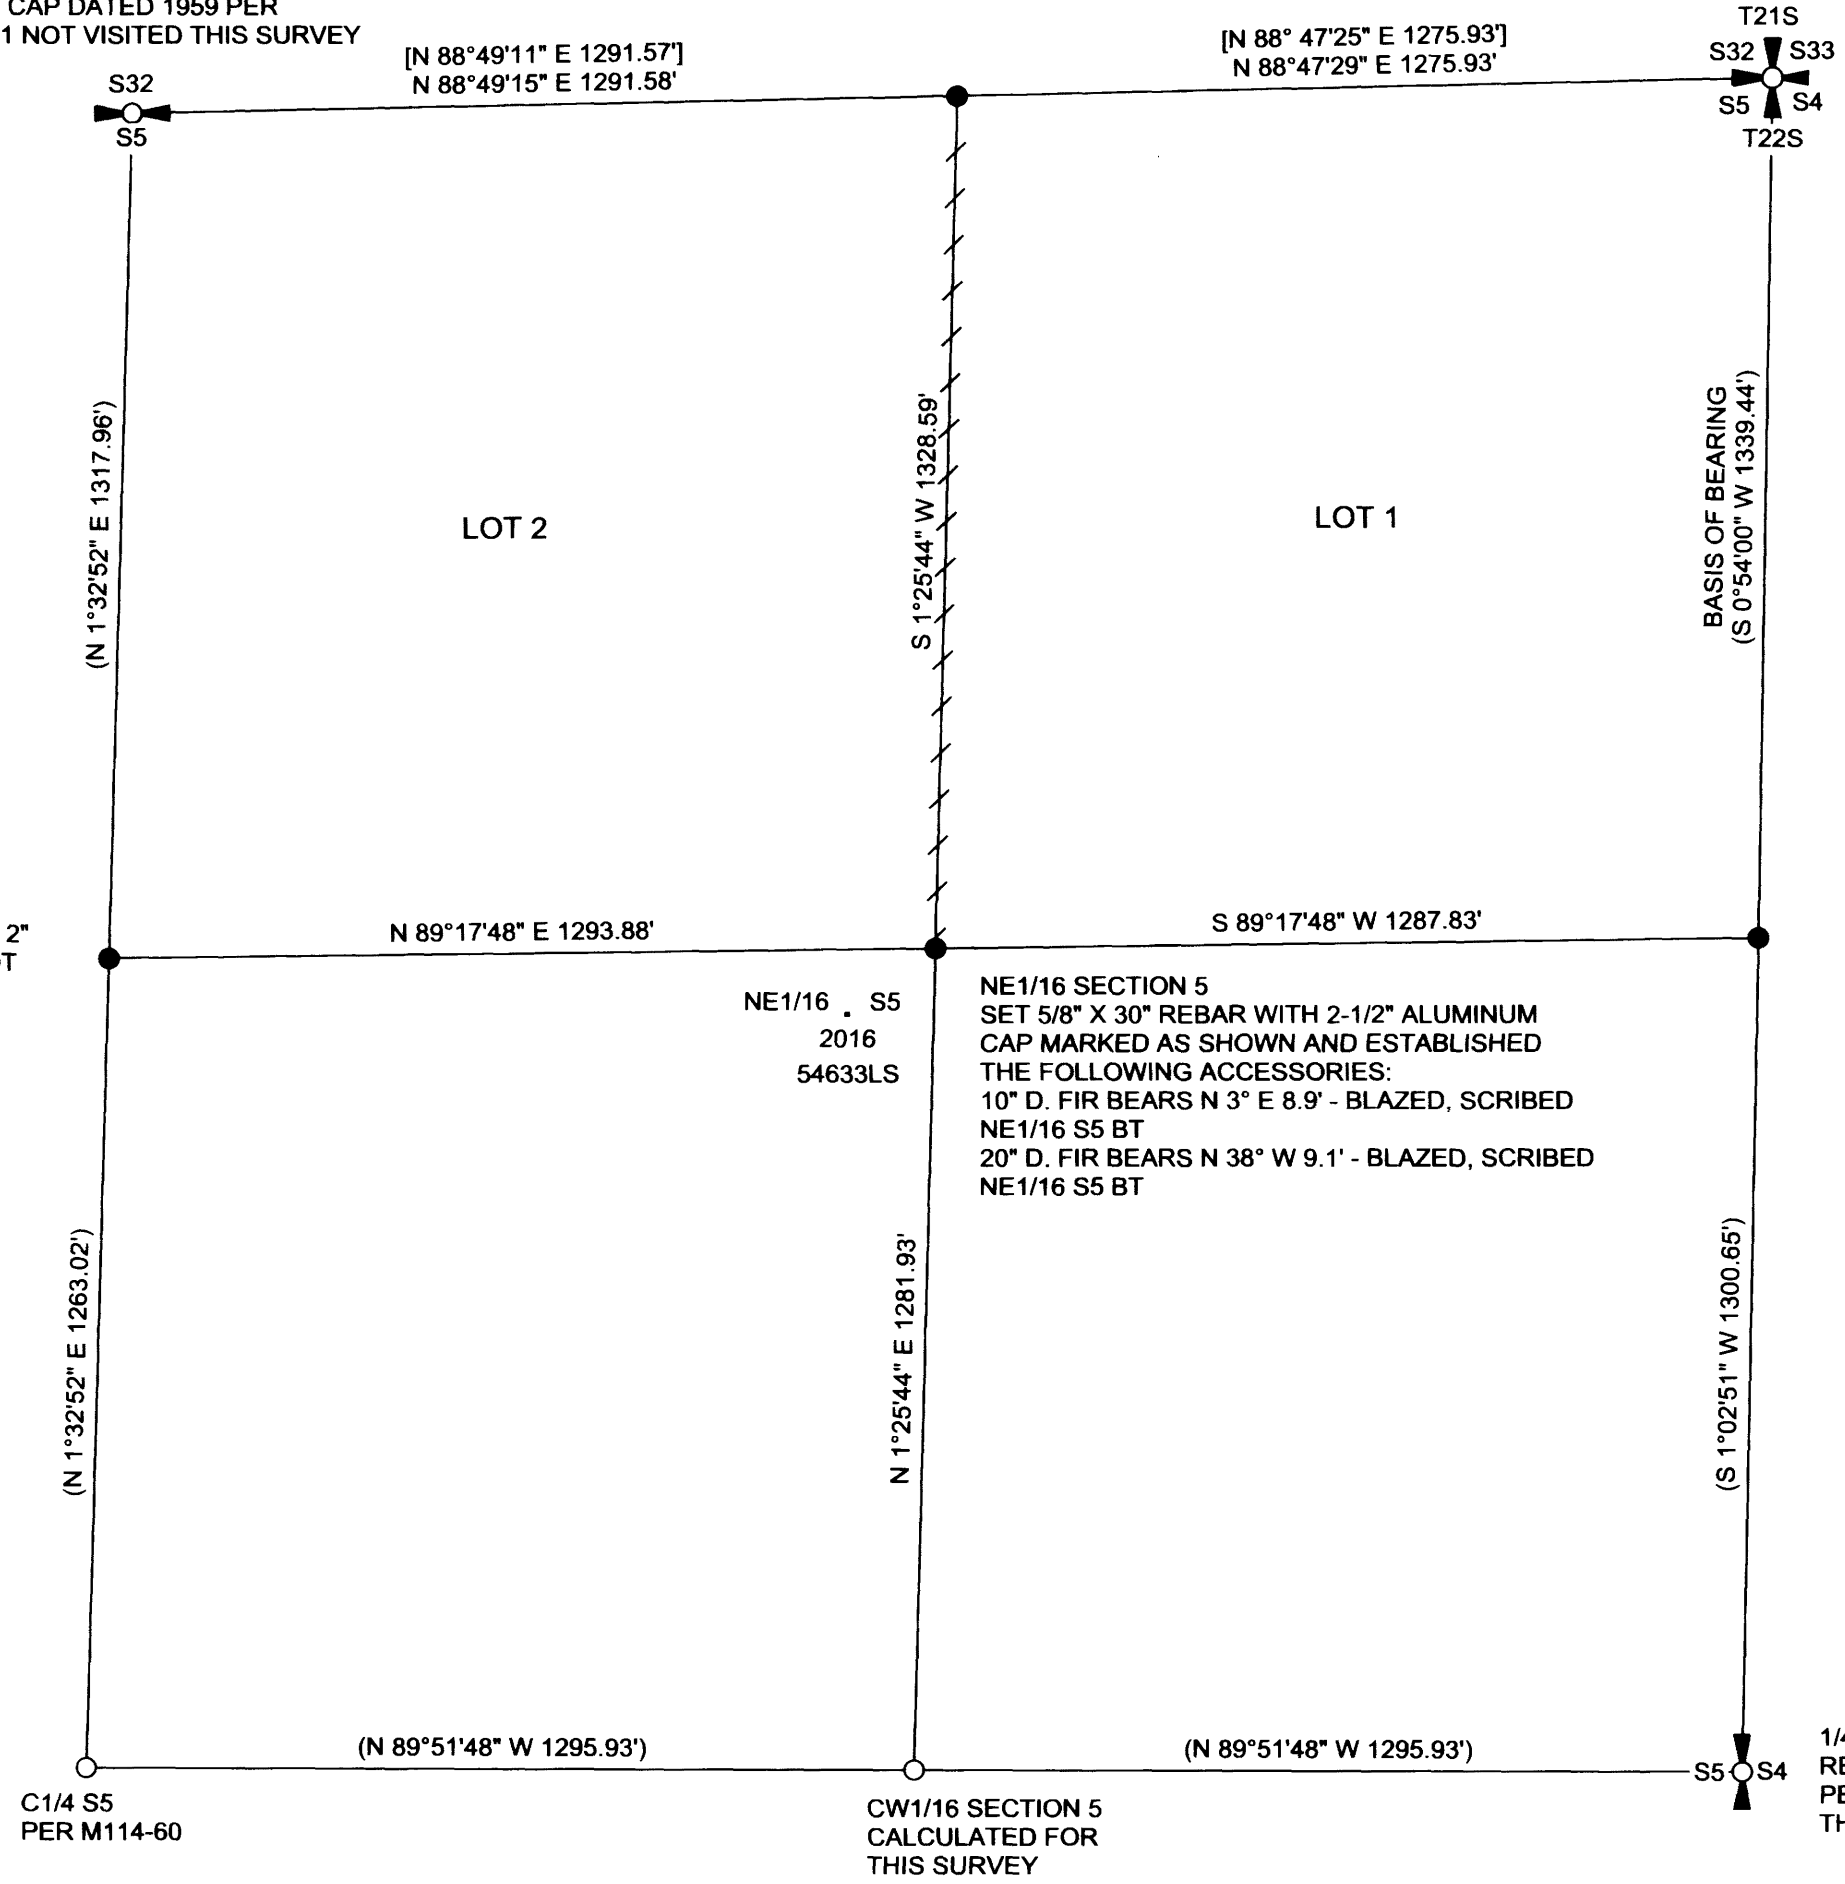 CAP DATED 1959 PER
1 NOT VISITED THIS SURVEY
[N 88°49'11" E 1291.57']
N 88°49'15" E 1291.58'
[N 88° 47'25" E 1275.93']
N 88°47'29" E 1275.93'
T21S
S32 S33
S5 S4
T22S
S32
S5
(N 1°32'52" E 1317.96')
LOT 2
S 1°25'44" W 1328.59'
LOT 1
BASIS OF BEARING
(S 0°54'00" W 1339.44')
2"
T
N 89°17'48" E 1293.88'
S 89°17'48" W 1287.83'
NE1/16 . S5
2016
54633LS
NE1/16 SECTION 5
SET 5/8" X 30" REBAR WITH 2-1/2" ALUMINUM
CAP MARKED AS SHOWN AND ESTABLISHED
THE FOLLOWING ACCESSORIES:
10" D. FIR BEARS N 3° E 8.9' - BLAZED, SCRIBED
NE1/16 S5 BT
20" D. FIR BEARS N 38° W 9.1' - BLAZED, SCRIBED
NE1/16 S5 BT
(N 1°32'52" E 1263.02')
N 1°25'44" E 1281.93'
(S 1°02'51" W 1300.65')
(N 89°51'48" W 1295.93')
(N 89°51'48" W 1295.93')
S5 S4
C1/4 S5
PER M114-60
CW1/16 SECTION 5
CALCULATED FOR
THIS SURVEY